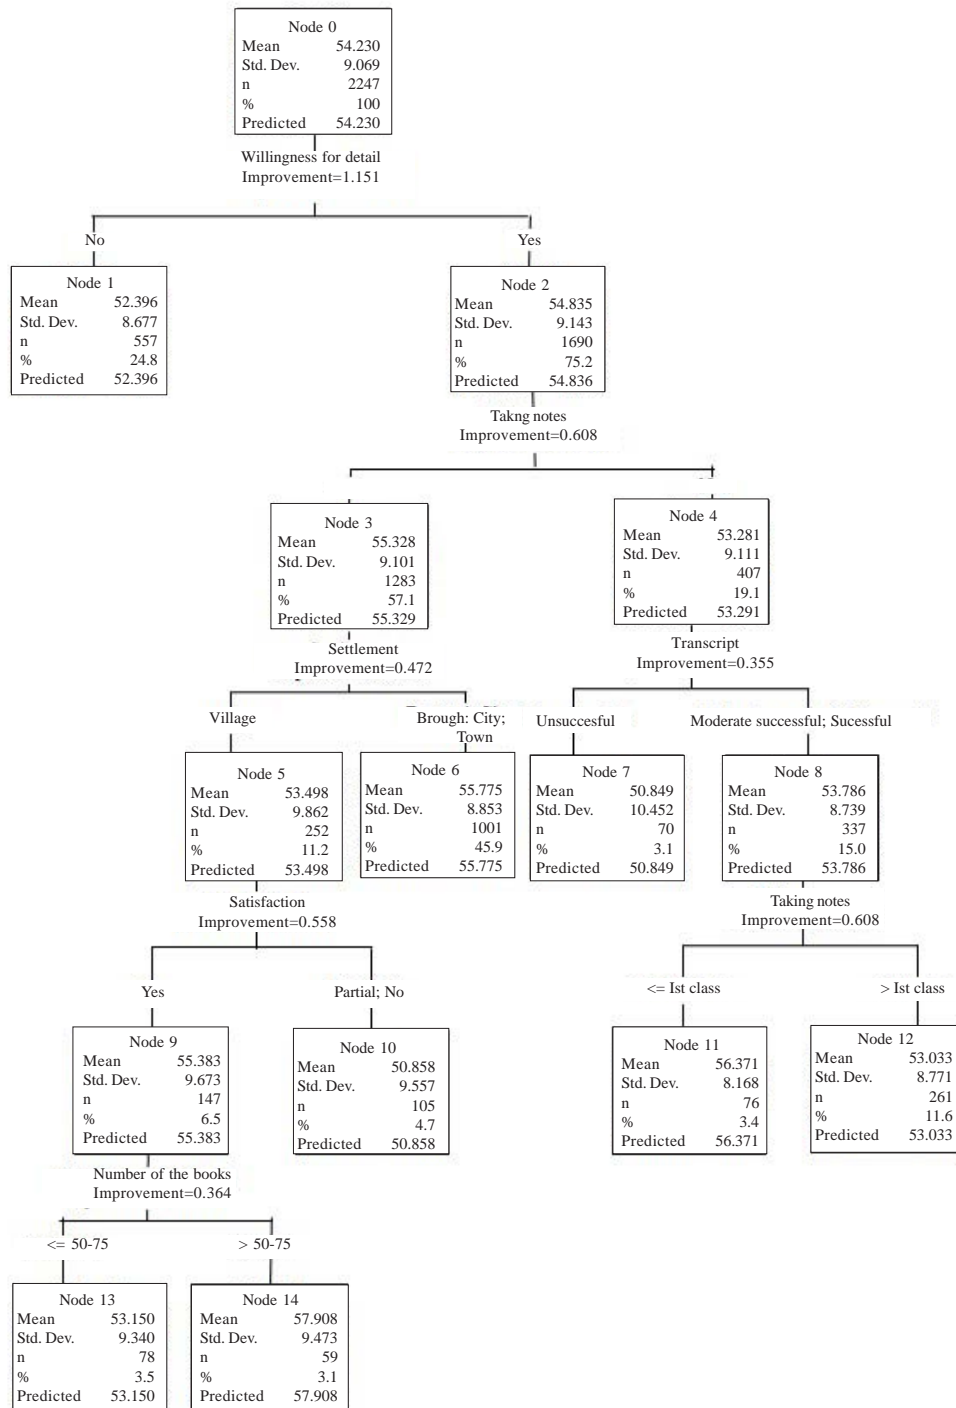 Node 0
Mean 54.230
Std. Dev. 9.069
n 2247
% 100
Predicted 54.230
Willingness for detail
Improvement=1.151
No
Yes
Node 1
Mean 52.396
Std. Dev. 8.677
n 557
% 24.8
Predicted 52.396
Node 2
Mean 54.835
Std. Dev. 9.143
n 1690
% 75.2
Predicted 54.836
Takng notes
Improvement=0.608
Node 3
Mean 55.328
Std. Dev. 9.101
n 1283
% 57.1
Predicted 55.329
Node 4
Mean 53.281
Std. Dev. 9.111
n 407
% 19.1
Predicted 53.291
Settlement
Improvement=0.472
Transcript
Improvement=0.355
Village
Brough: City;
Town
Unsuccesful
Moderate successful; Sucessful
Node 5
Mean 53.498
Std. Dev. 9.862
n 252
% 11.2
Predicted 53.498
Node 6
Mean 55.775
Std. Dev. 8.853
n 1001
% 45.9
Predicted 55.775
Node 7
Mean 50.849
Std. Dev. 10.452
n 70
% 3.1
Predicted 50.849
Node 8
Mean 53.786
Std. Dev. 8.739
n 337
% 15.0
Predicted 53.786
Satisfaction
Improvement=0.558
Taking notes
Improvement=0.608
Yes
Partial; No
<= Ist class
> Ist class
Node 9
Mean 55.383
Std. Dev. 9.673
n 147
% 6.5
Predicted 55.383
Node 10
Mean 50.858
Std. Dev. 9.557
n 105
% 4.7
Predicted 50.858
Node 11
Mean 56.371
Std. Dev. 8.168
n 76
% 3.4
Predicted 56.371
Node 12
Mean 53.033
Std. Dev. 8.771
n 261
% 11.6
Predicted 53.033
Number of the books
Improvement=0.364
<= 50-75
> 50-75
Node 13
Mean 53.150
Std. Dev. 9.340
n 78
% 3.5
Predicted 53.150
Node 14
Mean 57.908
Std. Dev. 9.473
n 59
% 3.1
Predicted 57.908